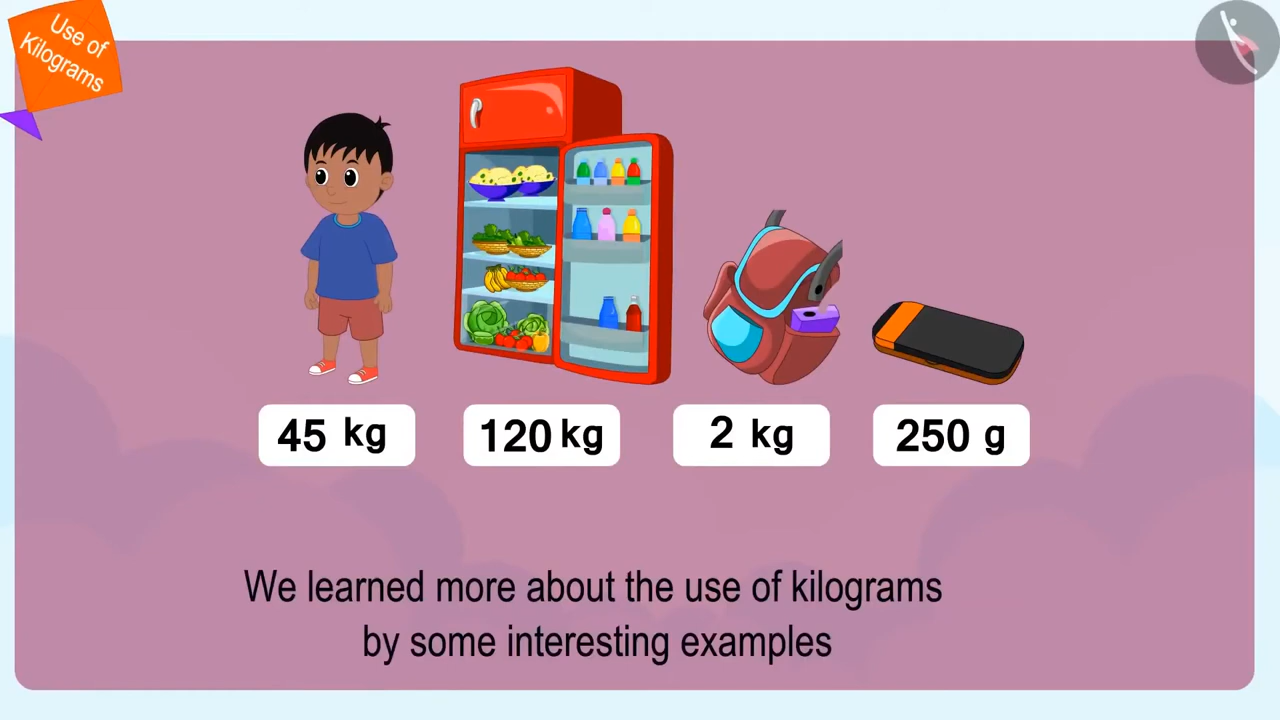 Use of
Kilograms
45 kg
120 kg
2 kg
250 g
We learned more about the use of kilograms
by some interesting examples